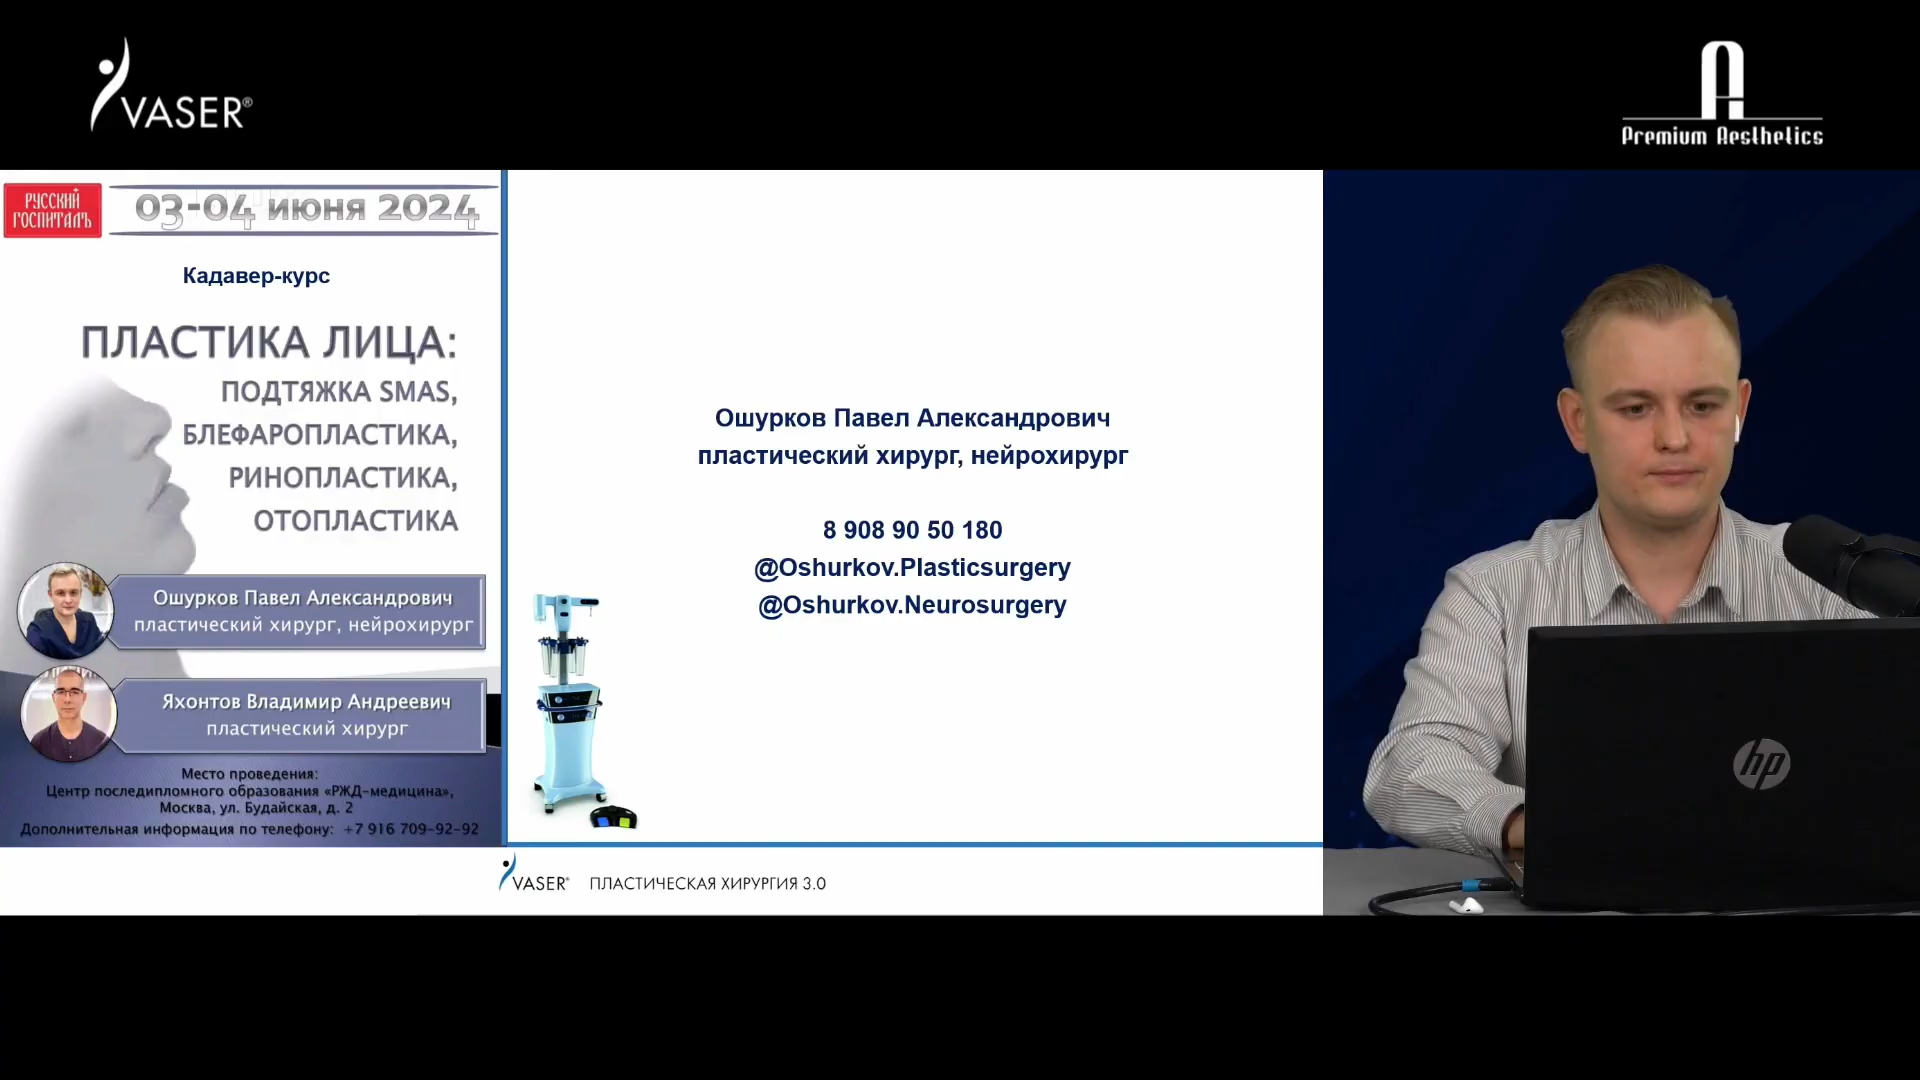 VASER®
Premium Aesthetics
РУССКИЙ
ГОСПИТАЛЪ
03-04 июня 2024
Кадавер-курс
ПЛАСТИКА ЛИЦА:
ПОДТЯЖКА SMAS,
БЛЕФАРОПЛАСТИКА,
РИНОПЛАСТИКА,
ОТОПЛАСТИКА
Ошурков Павел Александрович
пластический хирург, нейрохирург
Яхонтов Владимир Андреевич
пластический хирург
Место проведения:
Центр последипломного образования «РЖД-медицина»,
Москва, ул. Будайская, д. 2
Дополнительная информация по телефону: +7 916 709-92-92
Ошурков Павел Александрович
пластический хирург, нейрохирург
8 908 90 50 180
@Oshurkov.Plasticsurgery
@Oshurkov.Neurosurgery
VASER® ПЛАСТИЧЕСКАЯ ХИРУРГИЯ 3.0
hp